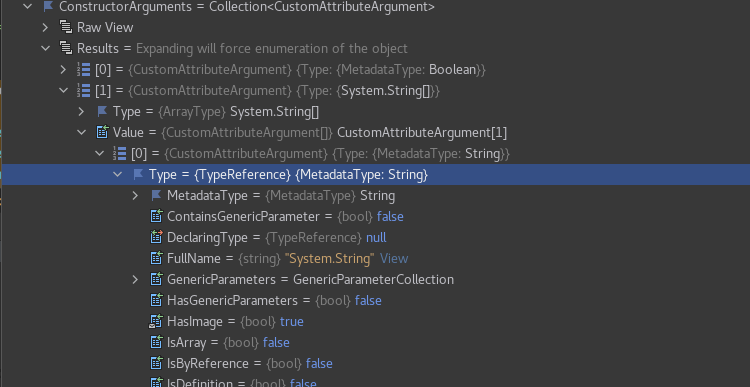 ConstructorArguments = Collection<CustomAttributeArgument>
Raw View
Results = Expanding will force enumeration of the object
[0] = {CustomAttributeArgument} {Type: {MetadataType: Boolean}}
[1] = {CustomAttributeArgument} {Type: {System.String[]}}
Type = {ArrayType} System.String[]
Value = {CustomAttributeArgument[]} CustomAttributeArgument[1]
[0] = {CustomAttributeArgument} {Type: {MetadataType: String}}
Type = {TypeReference} {MetadataType: String}
MetadataType = {MetadataType} String
ContainsGenericParameter = {bool} false
DeclaringType = {TypeReference} null
FullName = {string} "System.String" View
GenericParameters = GenericParameterCollection
HasGenericParameters = {bool} false
HasImage = {bool} true
IsArray = {bool} false
IsByReference = {bool} false
IsDefinition = {bool} false